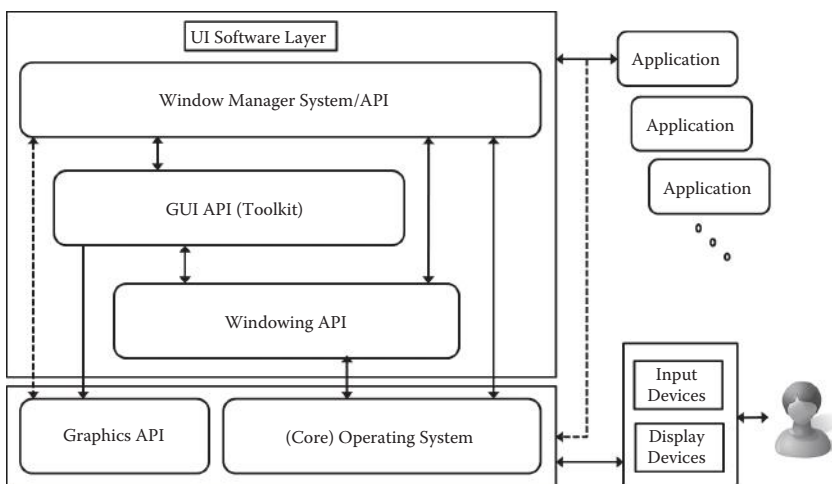 UI Software Layer
Application
Window Manager System/API
Application
Application
GUI API (Toolkit)
Windowing API
Input
Devices
Graphics API
(Core) Operating System
Display
Devices